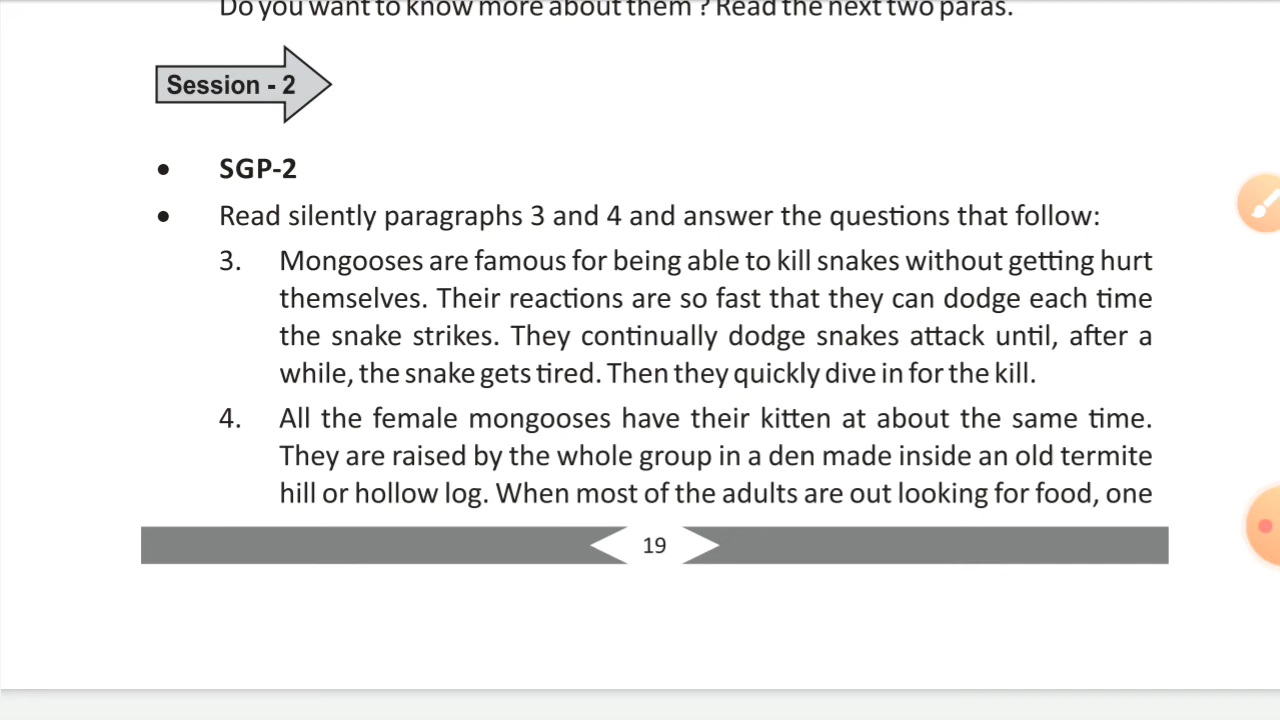 Do you want to know more about them ? Read the next two paras.
Session - 2
• SGP-2
• Read silently paragraphs 3 and 4 and answer the questions that follow:
3. Mongooses are famous for being able to kill snakes without getting hurt
themselves. Their reactions are so fast that they can dodge each time
the snake strikes. They continually dodge snakes attack until, after a
while, the snake gets tired. Then they quickly dive in for the kill.
4. All the female mongooses have their kitten at about the same time.
They are raised by the whole group in a den made inside an old termite
hill or hollow log. When most of the adults are out looking for food, one
19